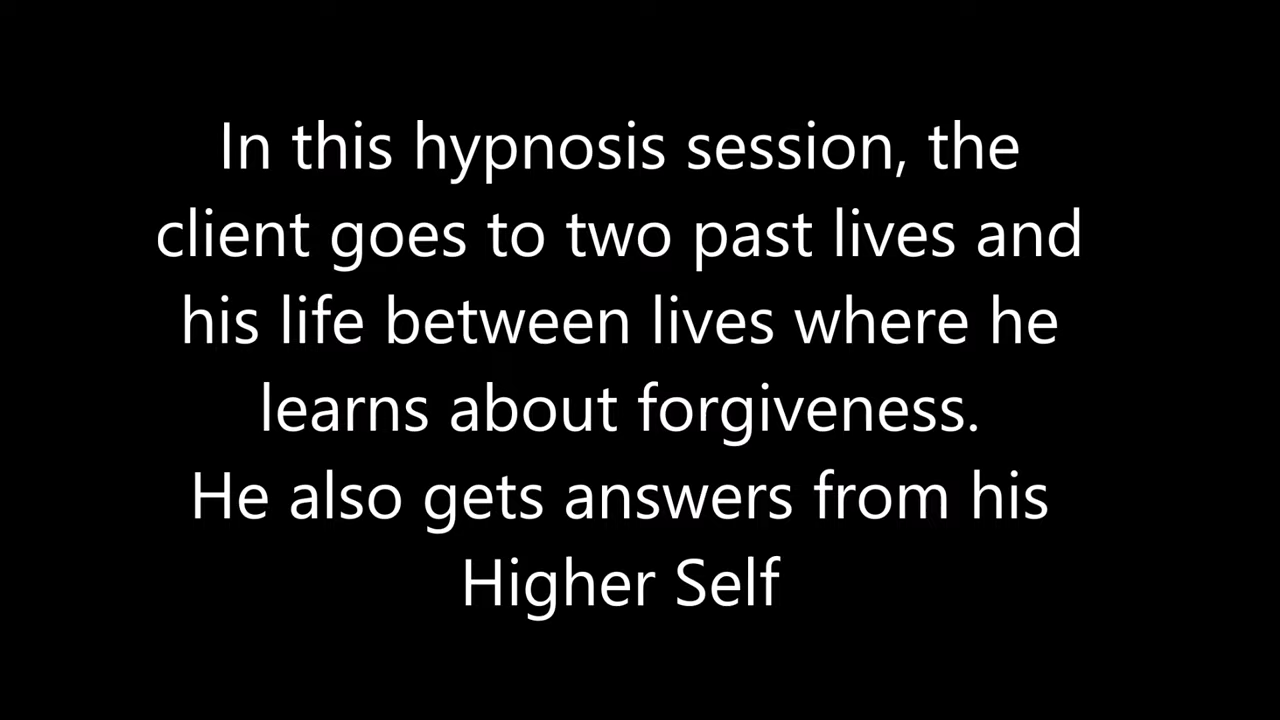 In this hypnosis session, the
client goes to two past lives and
his life between lives where he
learns about forgiveness.
He also gets answers from his
Higher Self